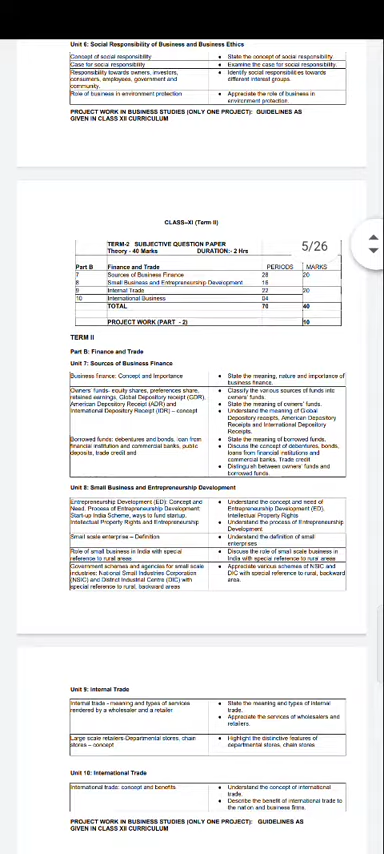 Unit 6: Social Responsibility of Business and Business Ethics
Concept of social responsibility
● State the concept of social responsibility
Case for social responsibility
● Examine the case for social responsibility.
Responsibility towards owners, investors,
consumers, employees, government and
community.
● Identify social responsibilities towards
different interest groups.
Role of business in environment protection
● Appreciate the role of business in
environment protection.
PROJECT WORK IN BUSINESS STUDIES (ONLY ONE PROJECT): GUIDELINES AS
GIVEN IN CLASS XII CURRICULUM
CLASS–XI (Term II)
5/26
TERM-2 SUBJECTIVE QUESTION PAPER
Theory - 40 Marks DURATION:- 2 Hrs
Part B Finance and Trade PERIODS MARKS
7 Sources of Business Finance 28 20
8 Small Business and Entrepreneurship Development 16
9 Internal Trade 22 20
10 International Business 04
TOTAL 70 40
PROJECT WORK (PART - 2) 10
TERM II
Part B: Finance and Trade
Unit 7: Sources of Business Finance
Business finance: Concept and Importance
● State the meaning, nature and importance of
business finance.
Owners' funds- equity shares, preferences share,
retained earnings, Global Depository receipt (GDR),
American Depository Receipt (ADR) and
International Depository Receipt (IDR) – concept
● Classify the various sources of funds into
owners' funds.
● State the meaning of owners' funds.
● Understand the meaning of Global
Depository receipts, American Depository
Receipts and International Depository
Receipts.
Borrowed funds: debentures and bonds, loan from
financial institution and commercial banks, public
deposits, trade credit and
● State the meaning of borrowed funds.
● Discuss the concept of debentures, bonds,
loans from financial institutions and
commercial banks, Trade credit
● Distinguish between owners' funds and
borrowed funds.
Unit 8: Small Business and Entrepreneurship Development
Entrepreneurship Development (ED): Concept and
Need. Process of Entrepreneurship Development:
Start-up India Scheme, ways to fund startup.
Intellectual Property Rights and Entrepreneurship
● Understand the concept and need of
Entrepreneurship Development (ED),
Intellectual Property Rights
● Understand the process of Entrepreneurship
Development
Small scale enterprise – Definition
● Understand the definition of small
enterprises
Role of small business in India with special
reference to rural areas
● Discuss the role of small scale business in
India with special reference to rural areas
Government schemes and agencies for small scale
industries: National Small Industries Corporation
(NSIC) and District Industrial Centre (DIC) with
special reference to rural, backward areas
● Appreciate various schemes of NSIC and
DIC with special reference to rural, backward
area.
Unit 9: Internal Trade
Internal trade - meaning and types of services
rendered by a wholesaler and a retailer
● State the meaning and types of internal
trade.
● Appreciate the services of wholesalers and
retailers.
Large scale retailers-Departmental stores, chain
stores – concept
● Highlight the distinctive features of
departmental stores, chain stores
Unit 10: International Trade
International trade: concept and benefits
● Understand the concept of international
trade.
● Describe the benefit of international trade to
the nation and business firms.
PROJECT WORK IN BUSINESS STUDIES (ONLY ONE PROJECT): GUIDELINES AS
GIVEN IN CLASS XII CURRICULUM